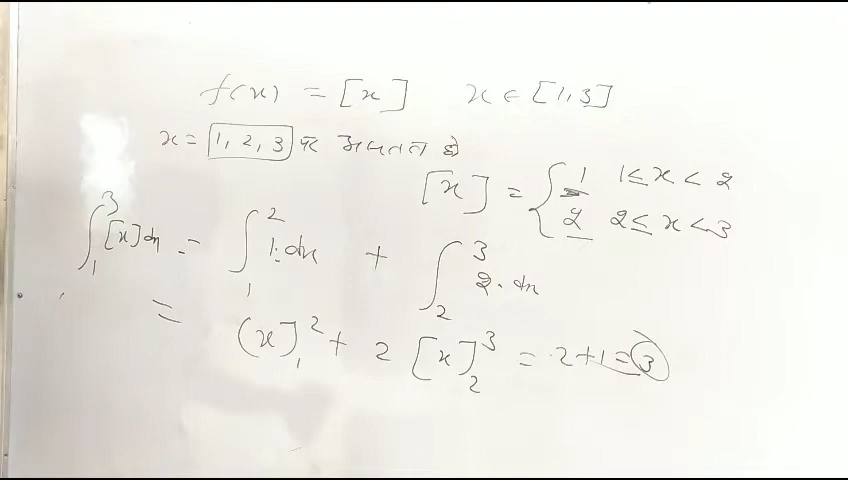 f(x) = [x] x ∈ [1,3]
x = 1, 2, 3 पर असतत है
[x] = { 1 1 ≤ x < 2
2 2 ≤ x < 3
∫₁³ [x] dx = ∫₁² 1. dx + ∫₂³ 2. dx
= (x]₁² + 2 [x]₂³ = 2+1 = 3